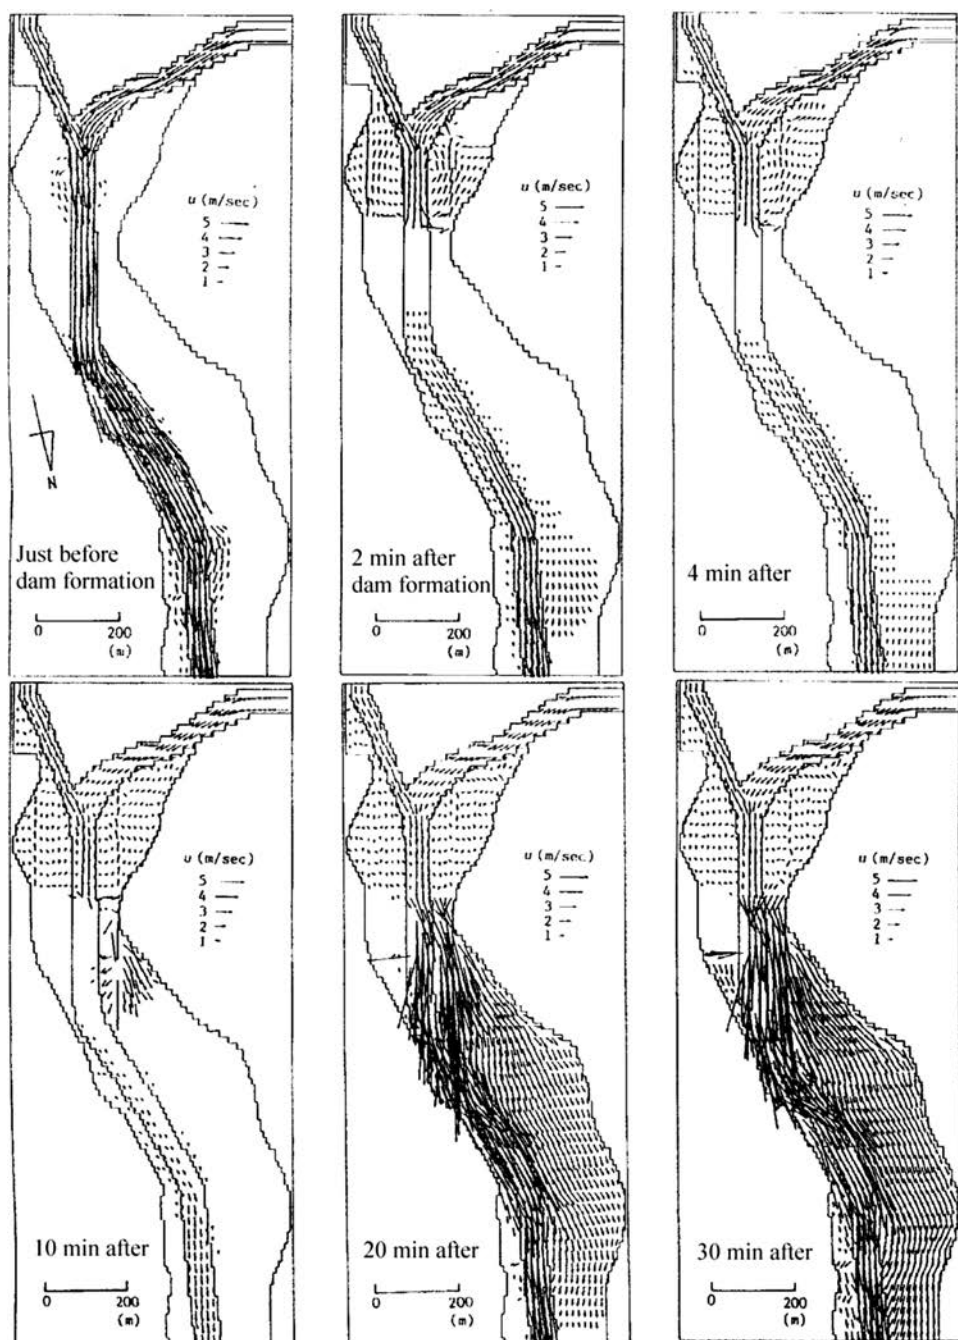 u (m/sec)
5
4
3
2
1
N
Just before
dam formation
0 200
(m)
u (m/sec)
5
4
3
2
1
2 min after
dam formation
0 200
(m)
u (m/sec)
5
4
3
2
1
4 min after
0 200
(m)
u (m/sec)
5
4
3
2
1
10 min after
0 200
(m)
u (m/sec)
5
4
3
2
1
20 min after
0 200
(m)
u (m/sec)
5
4
3
2
1
30 min after
0 200
(m)